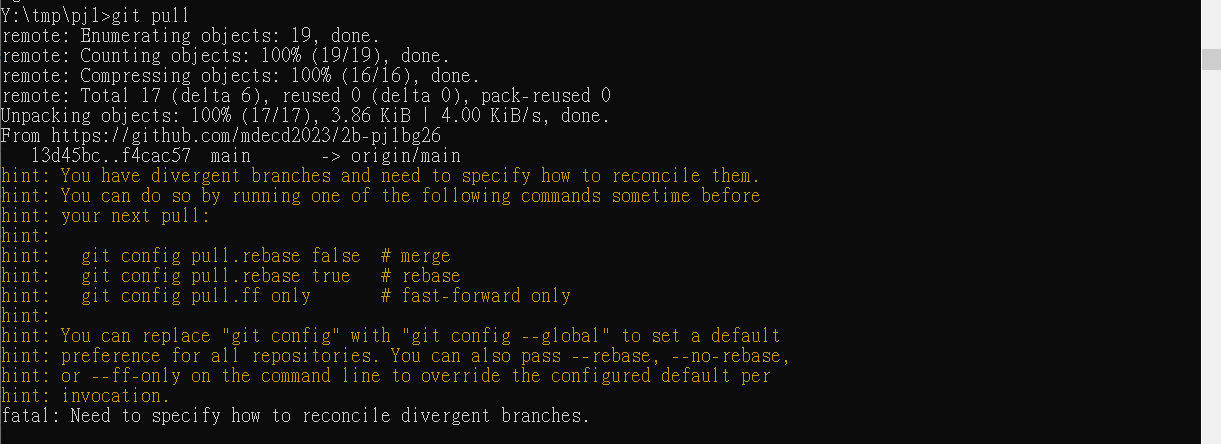 Y:\tmp\pj1>git pull
remote: Enumerating objects: 19, done.
remote: Counting objects: 100% (19/19), done.
remote: Compressing objects: 100% (16/16), done.
remote: Total 17 (delta 6), reused 0 (delta 0), pack-reused 0
Unpacking objects: 100% (17/17), 3.86 KiB | 4.00 KiB/s, done.
From https://github.com/mdecd2023/2b-pj1bg26
   13d45bc..f4cac57  main       -> origin/main
hint: You have divergent branches and need to specify how to reconcile them.
hint: You can do so by running one of the following commands sometime before
hint: your next pull:
hint:
hint:   git config pull.rebase false  # merge
hint:   git config pull.rebase true   # rebase
hint:   git config pull.ff only       # fast-forward only
hint:
hint: You can replace "git config" with "git config --global" to set a default
hint: preference for all repositories. You can also pass --rebase, --no-rebase,
hint: or --ff-only on the command line to override the configured default per
hint: invocation.
fatal: Need to specify how to reconcile divergent branches.